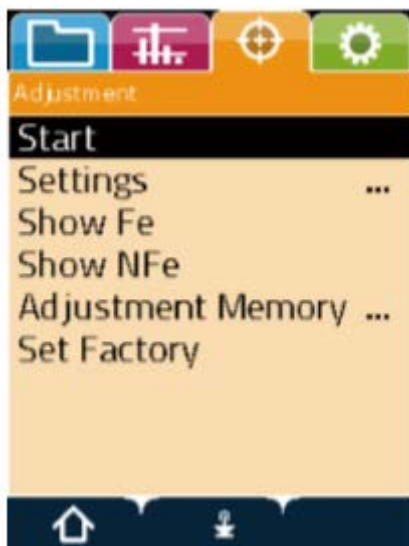 Adjustment
Start
Settings ...
Show Fe
Show NFe
Adjustment Memory ...
Set Factory